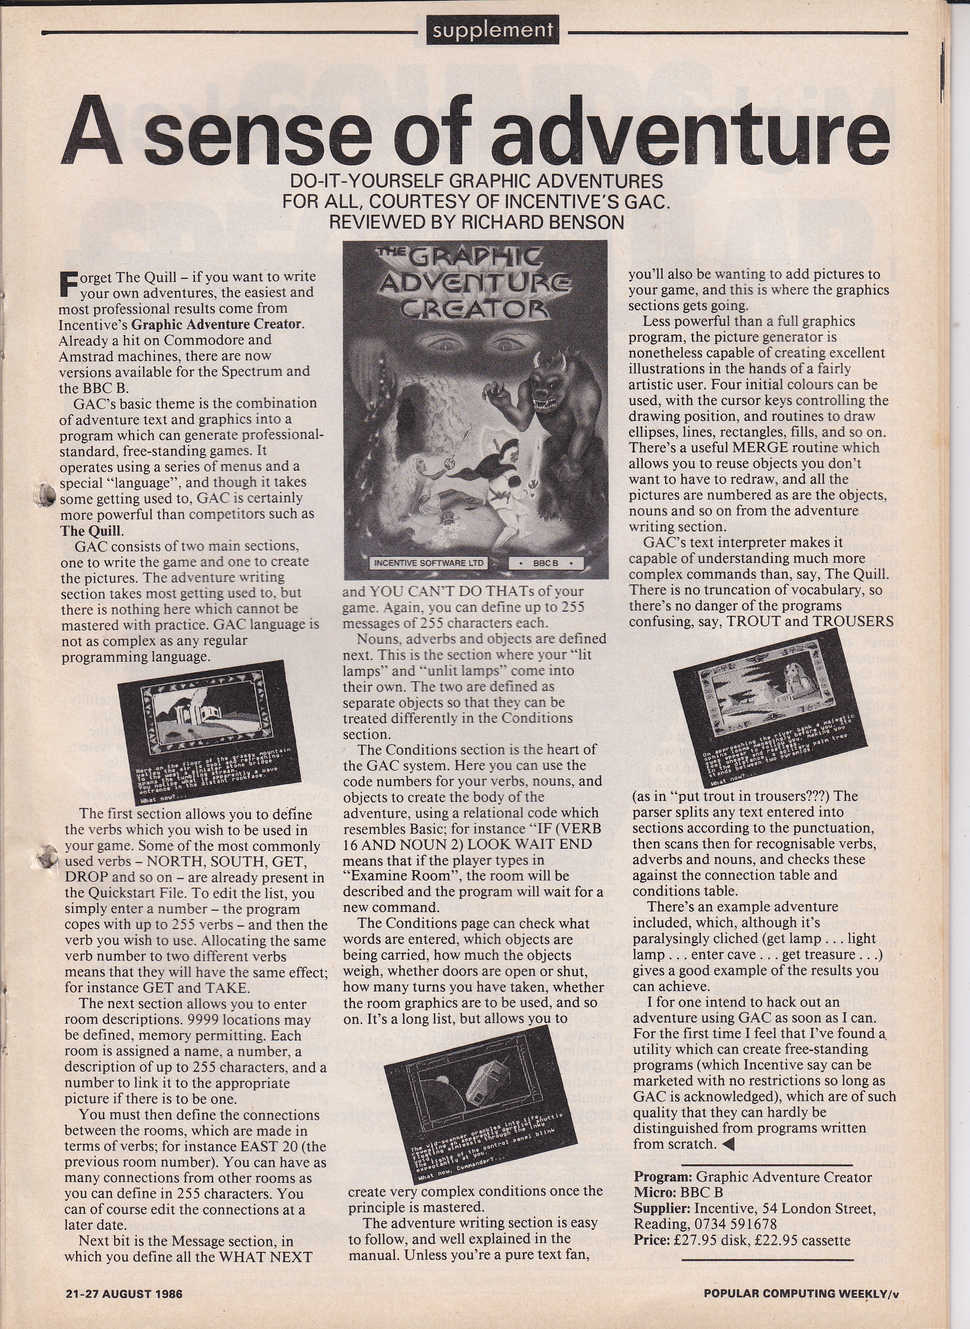 supplement
A sense of adventure
DO-IT-YOURSELF GRAPHIC ADVENTURES
FOR ALL, COURTESY OF INCENTIVE'S GAC.
REVIEWED BY RICHARD BENSON
Forget The Quill – if you want to write
your own adventures, the easiest and
most professional results come from
Incentive's Graphic Adventure Creator.
Already a hit on Commodore and
Amstrad machines, there are now
versions available for the Spectrum and
the BBC B.
GAC's basic theme is the combination
of adventure text and graphics into a
program which can generate professional-
standard, free-standing games. It
operates using a series of menus and a
special "language", and though it takes
some getting used to, GAC is certainly
more powerful than competitors such as
The Quill.
GAC consists of two main sections,
one to write the game and one to create
the pictures. The adventure writing
section takes most getting used to, but
there is nothing here which cannot be
mastered with practice. GAC language is
not as complex as any regular
programming language.
What now?...
The first section allows you to define
the verbs which you wish to be used in
your game. Some of the most commonly
used verbs – NORTH, SOUTH, GET,
DROP and so on – are already present in
the Quickstart File. To edit the list, you
simply enter a number – the program
copes with up to 255 verbs – and then the
verb you wish to use. Allocating the same
verb number to two different verbs
means that they will have the same effect;
for instance GET and TAKE.
The next section allows you to enter
room descriptions. 9999 locations may
be defined, memory permitting. Each
room is assigned a name, a number, a
description of up to 255 characters, and a
number to link it to the appropriate
picture if there is to be one.
You must then define the connections
between the rooms, which are made in
terms of verbs; for instance EAST 20 (the
previous room number). You can have as
many connections from other rooms as
you can define in 255 characters. You
can of course edit the connections at a
later date.
Next bit is the Message section, in
which you define all the WHAT NEXT
THE GRAPHIC
ADVENTURE
CREATOR
INCENTIVE SOFTWARE LTD
• BBC B •
and YOU CAN'T DO THATs of your
game. Again, you can define up to 255
messages of 255 characters each.
Nouns, adverbs and objects are defined
next. This is the section where your "lit
lamps" and "unlit lamps" come into
their own. The two are defined as
separate objects so that they can be
treated differently in the Conditions
section.
The Conditions section is the heart of
the GAC system. Here you can use the
code numbers for your verbs, nouns, and
objects to create the body of the
adventure, using a relational code which
resembles Basic; for instance "IF (VERB
16 AND NOUN 2) LOOK WAIT END
means that if the player types in
"Examine Room", the room will be
described and the program will wait for a
new command.
The Conditions page can check what
words are entered, which objects are
being carried, how much the objects
weigh, whether doors are open or shut,
how many turns you have taken, whether
the room graphics are to be used, and so
on. It's a long list, but allows you to
What now, Commander?...
create very complex conditions once the
principle is mastered.
The adventure writing section is easy
to follow, and well explained in the
manual. Unless you're a pure text fan,
you'll also be wanting to add pictures to
your game, and this is where the graphics
sections gets going.
Less powerful than a full graphics
program, the picture generator is
nonetheless capable of creating excellent
illustrations in the hands of a fairly
artistic user. Four initial colours can be
used, with the cursor keys controlling the
drawing position, and routines to draw
ellipses, lines, rectangles, fills, and so on.
There's a useful MERGE routine which
allows you to reuse objects you don't
want to have to redraw, and all the
pictures are numbered as are the objects,
nouns and so on from the adventure
writing section.
GAC's text interpreter makes it
capable of understanding much more
complex commands than, say, The Quill.
There is no truncation of vocabulary, so
there's no danger of the programs
confusing, say, TROUT and TROUSERS
What now?...
(as in "put trout in trousers???) The
parser splits any text entered into
sections according to the punctuation,
then scans then for recognisable verbs,
adverbs and nouns, and checks these
against the connection table and
conditions table.
There's an example adventure
included, which, although it's
paralysingly cliched (get lamp . . . light
lamp . . . enter cave . . . get treasure . . .)
gives a good example of the results you
can achieve.
I for one intend to hack out an
adventure using GAC as soon as I can.
For the first time I feel that I've found a
utility which can create free-standing
programs (which Incentive say can be
marketed with no restrictions so long as
GAC is acknowledged), which are of such
quality that they can hardly be
distinguished from programs written
from scratch.
Program: Graphic Adventure Creator
Micro: BBC B
Supplier: Incentive, 54 London Street,
Reading, 0734 591678
Price: £27.95 disk, £22.95 cassette
21-27 AUGUST 1986
POPULAR COMPUTING WEEKLY/v